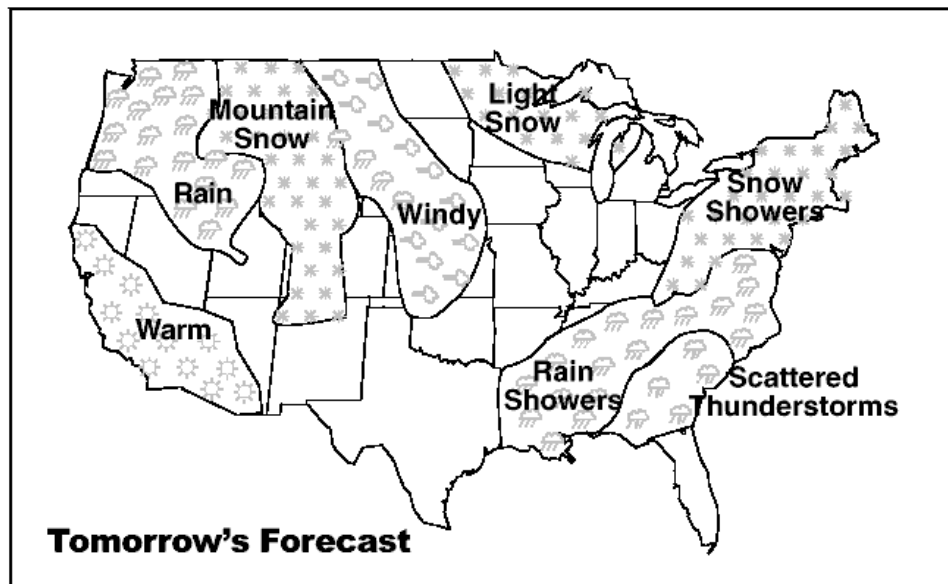 Mountain
Snow
Light
Snow
Rain
Windy
Snow
Showers
Warm
Rain
Showers
Scattered
Thunderstorms
Tomorrow's Forecast